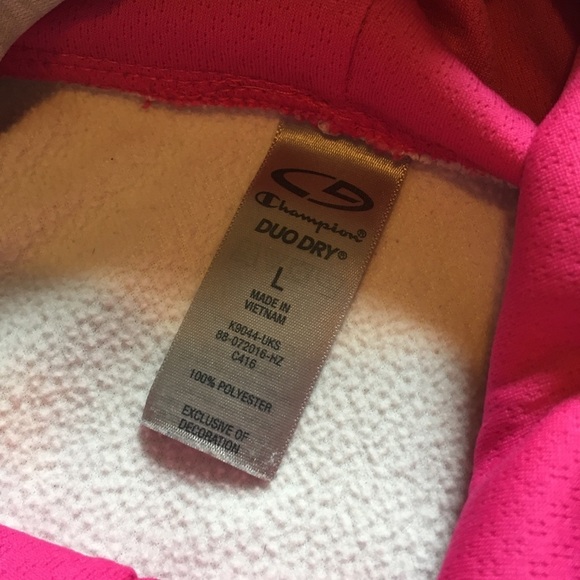 C9
Champion®
DUO DRY®
L
MADE IN
VIETNAM
K9044-UKS
88-072016-HZ
C416
100% POLYESTER
EXCLUSIVE OF
DECORATION